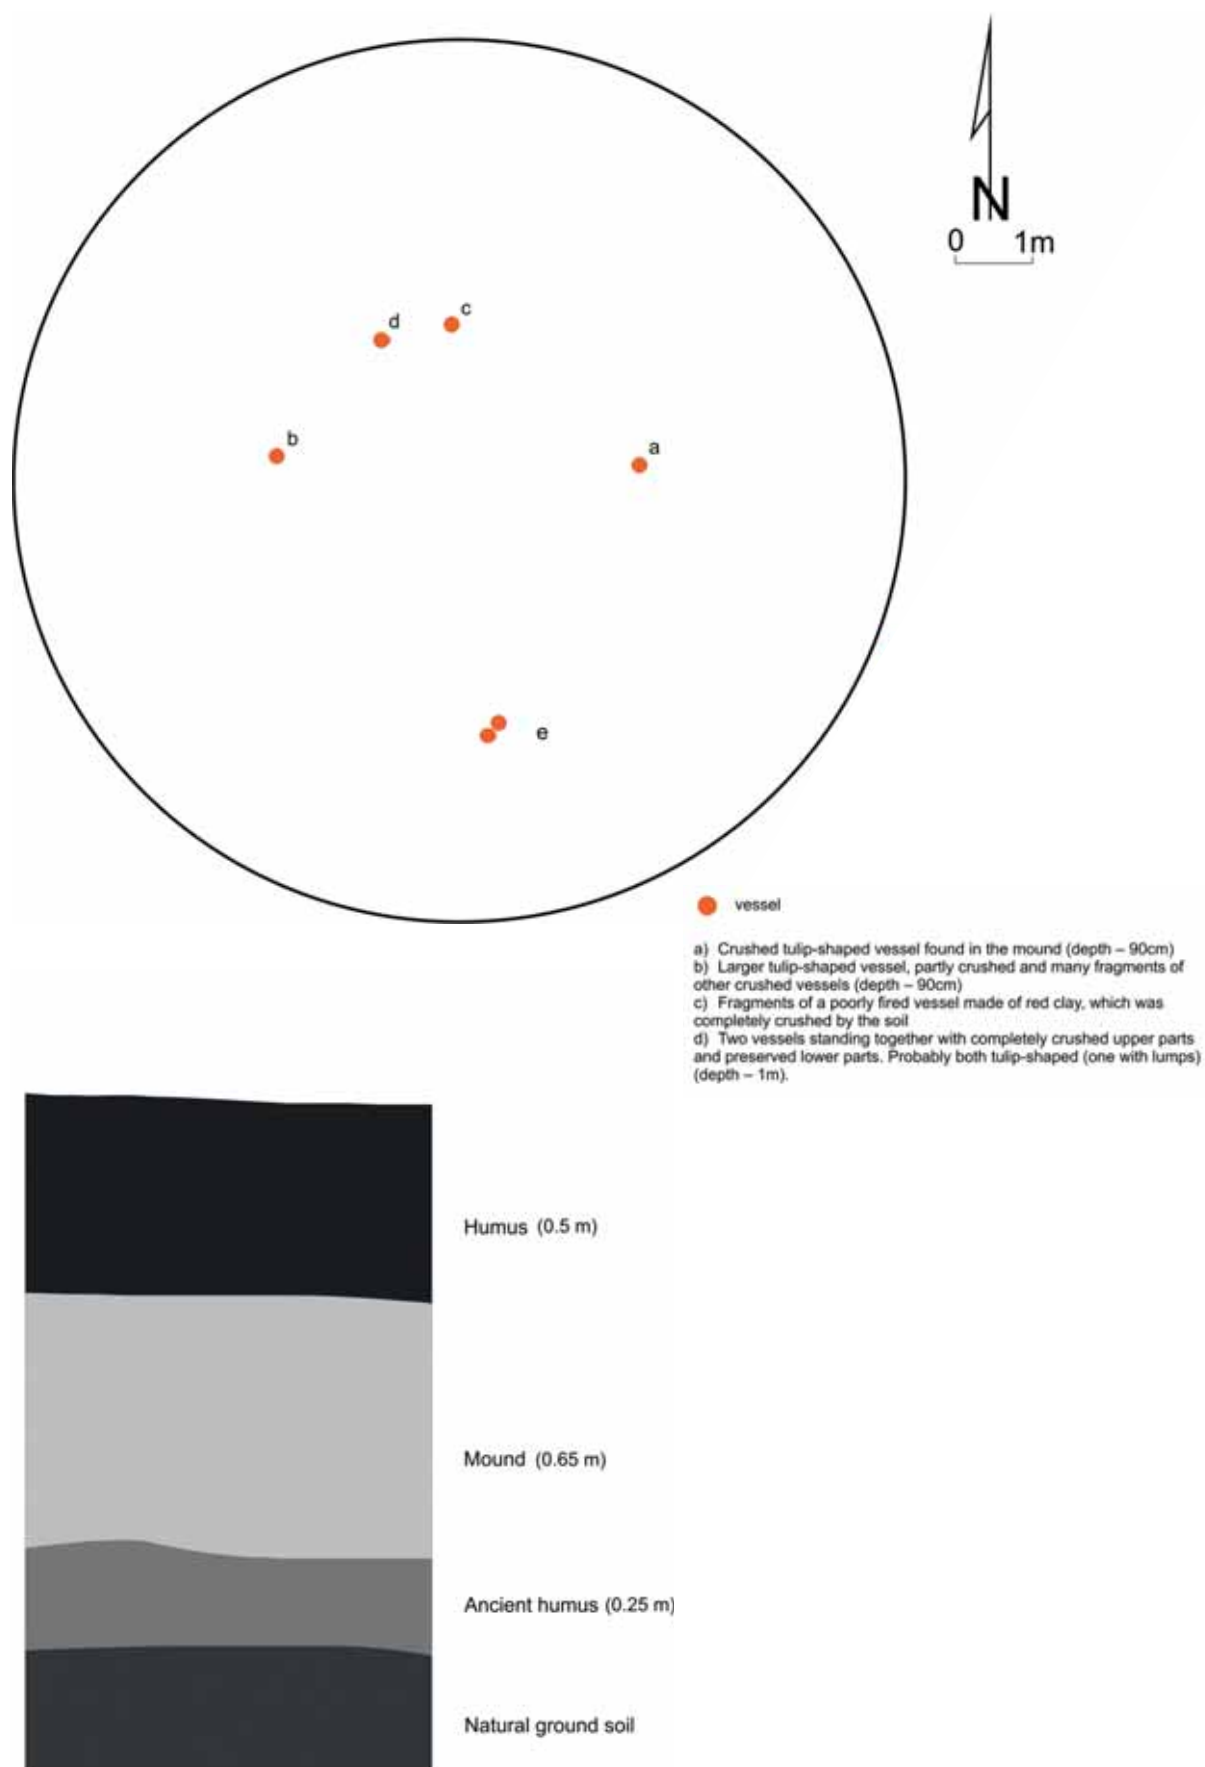 N
0 1m
c
d
b
a
e
vessel
a) Crushed tulip-shaped vessel found in the mound (depth – 90cm)
b) Larger tulip-shaped vessel, partly crushed and many fragments of
other crushed vessels (depth – 90cm)
c) Fragments of a poorly fired vessel made of red clay, which was
completely crushed by the soil
d) Two vessels standing together with completely crushed upper parts
and preserved lower parts. Probably both tulip-shaped (one with lumps)
(depth – 1m).
Humus (0.5 m)
Mound (0.65 m)
Ancient humus (0.25 m)
Natural ground soil